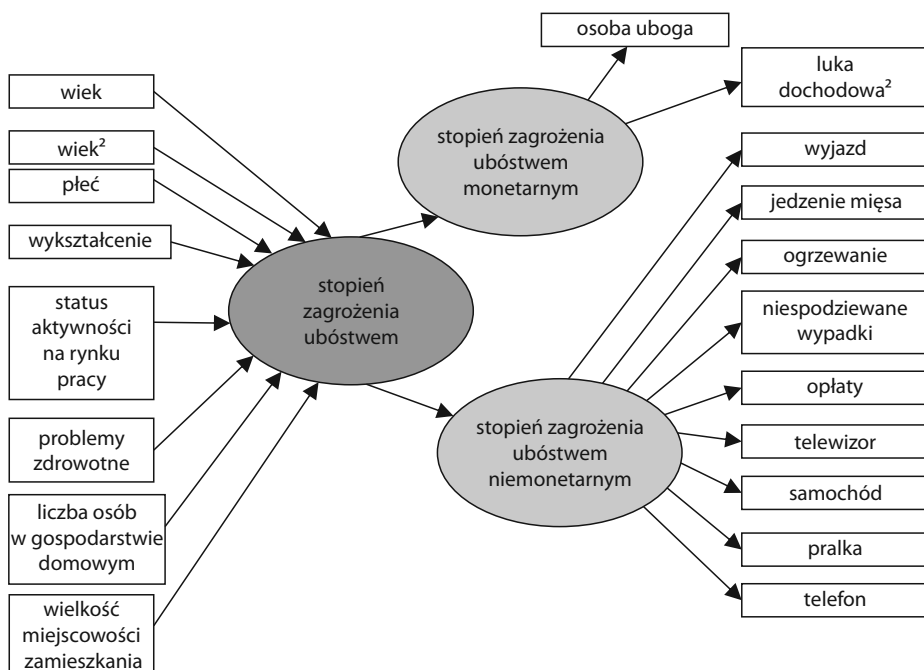 wiek
wiek²
płeć
wykształcenie
status
aktywności
na rynku
pracy
problemy
zdrowotne
liczba osób
w gospodarstwie
domowym
wielkość
miejscowości
zamieszkania
stopień
zagrożenia
ubóstwem
stopień zagrożenia
ubóstwem
monetarnym
stopień zagrożenia
ubóstwem
niemonetarnym
osoba uboga
luka
dochodowa²
wyjazd
jedzenie mięsa
ogrzewanie
niespodziewane
wypadki
opłaty
telewizor
samochód
pralka
telefon